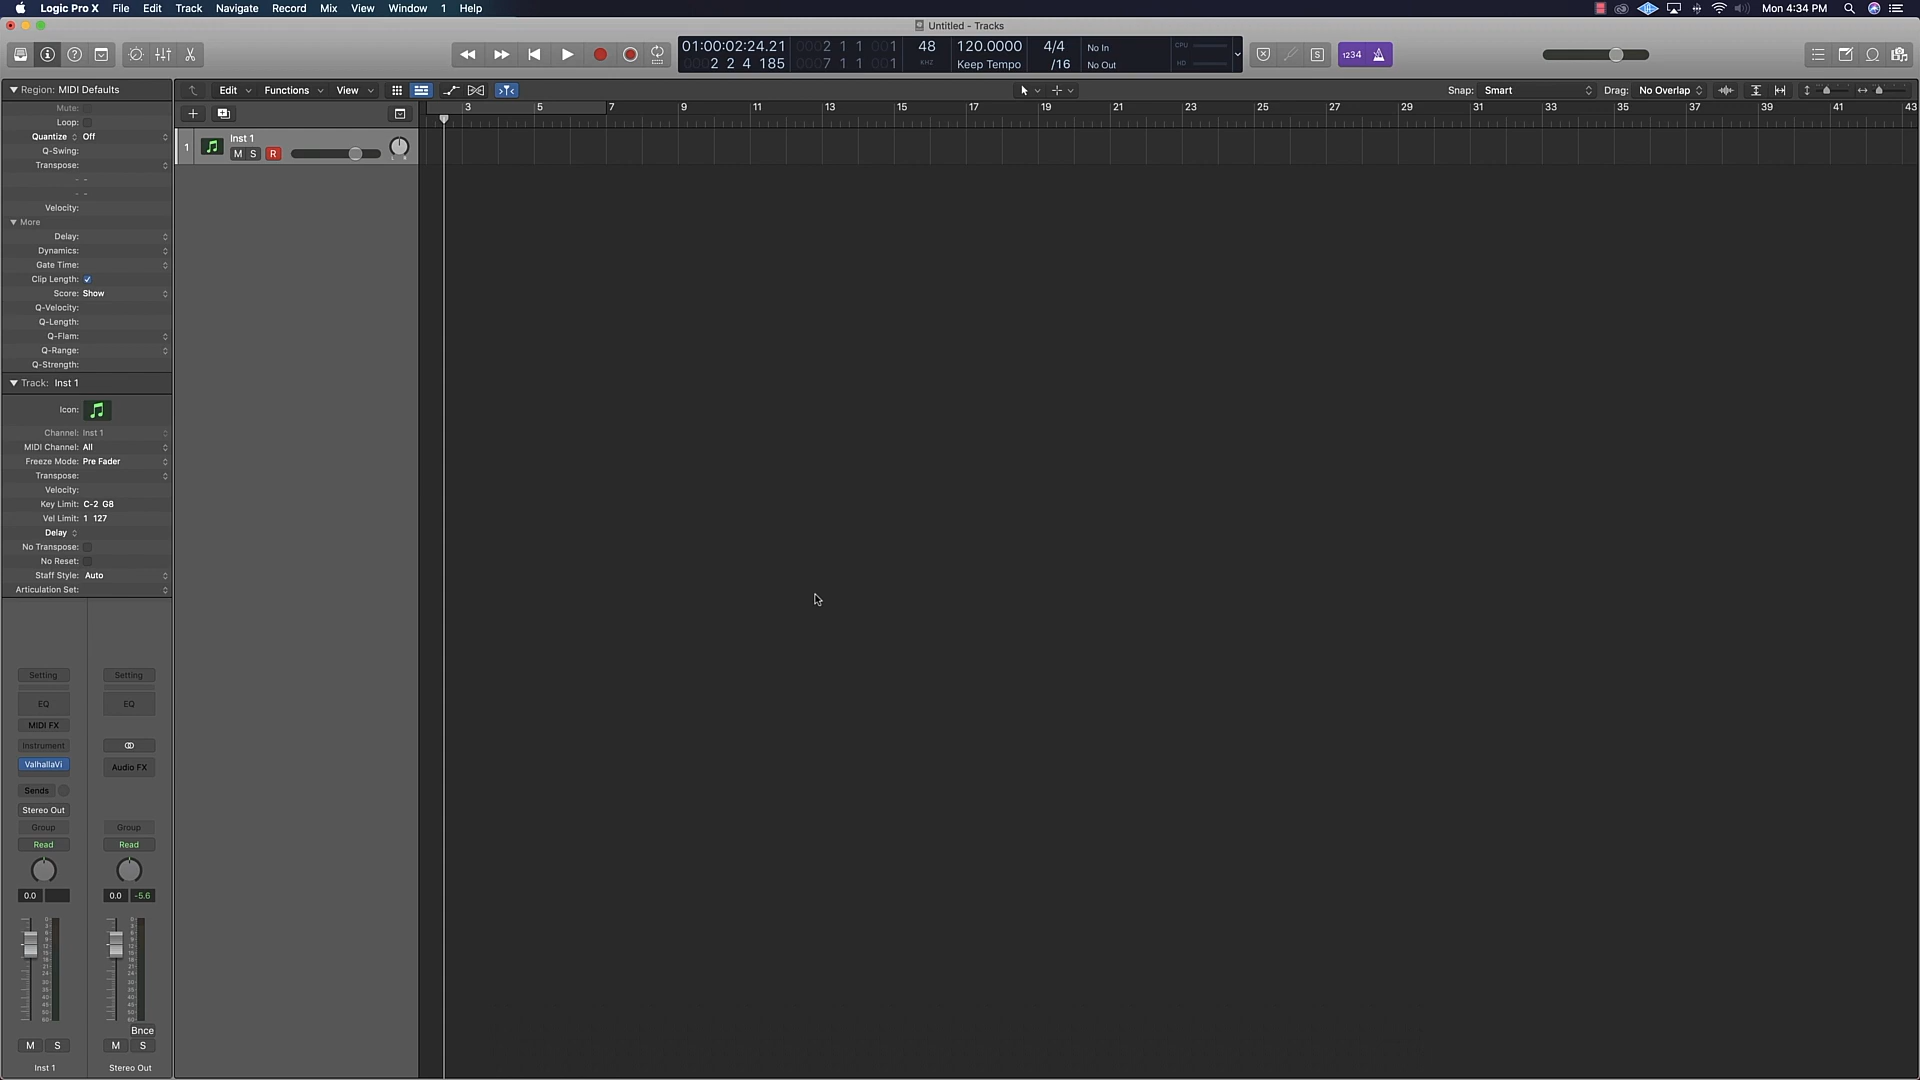 Logic Pro X File Edit Track Navigate Record Mix View Window 1 Help Mon 4:34 PM
Untitled - Tracks
01:00:02:24.21 0002 1 1 001 48 120.0000 4/4 No In CPU 1234
0002 2 4 185 0007 1 1 001 KHZ Keep Tempo /16 No Out HD
Region: MIDI Defaults Edit Functions View Snap: Smart Drag: No Overlap
3 5 7 9 11 13 15 17 19 21 23 25 27 29 31 33 35 37 39 41 43
Mute:
Loop:
Quantize Off
Q-Swing:
Transpose:
- -
- -
Velocity:
More
Delay:
Dynamics:
Gate Time:
Clip Length:
Score: Show
Q-Velocity:
Q-Length:
Q-Flam:
Q-Range:
Q-Strength:
1 Inst 1
M S R
L R
Track: Inst 1
Icon:
Channel: Inst 1
MIDI Channel: All
Freeze Mode: Pre Fader
Transpose:
Velocity:
Key Limit: C-2 G8
Vel Limit: 1 127
Delay
No Transpose:
No Reset:
Staff Style: Auto
Articulation Set:
Setting Setting
EQ EQ
MIDI FX
Instrument
ValhallaVi Audio FX
Sends
Stereo Out
Group Group
Read Read
0.0 0.0 -5.6
Bnce
M S M S
Inst 1 Stereo Out